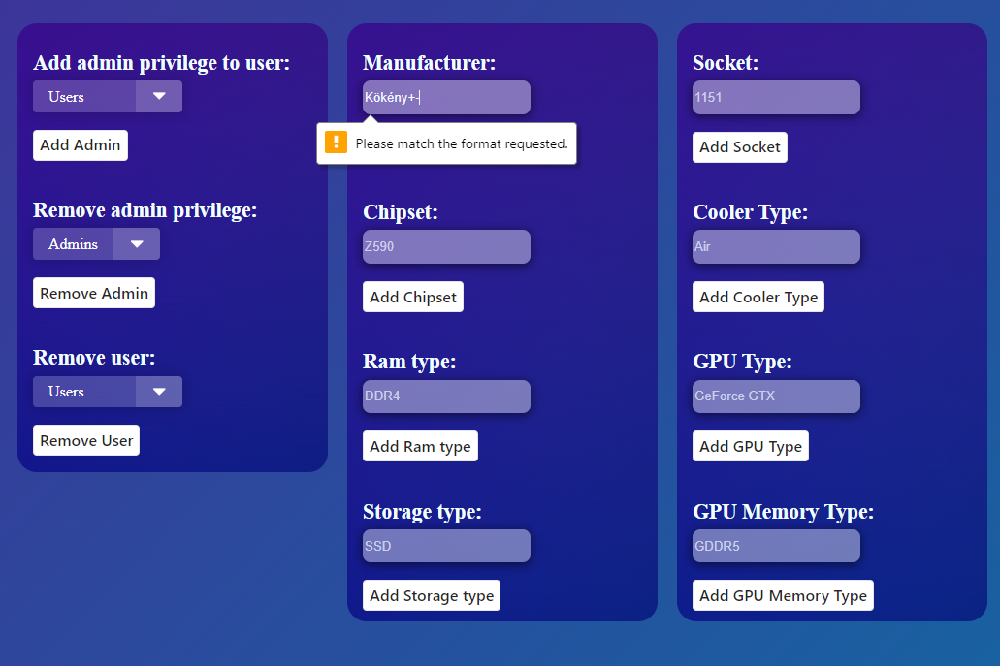 Add admin privilege to user:
Users
Add Admin
Remove admin privilege:
Admins
Remove Admin
Remove user:
Users
Remove User
Manufacturer:
Kökény+-
Please match the format requested.
Chipset:
Z590
Add Chipset
Ram type:
DDR4
Add Ram type
Storage type:
SSD
Add Storage type
Socket:
1151
Add Socket
Cooler Type:
Air
Add Cooler Type
GPU Type:
GeForce GTX
Add GPU Type
GPU Memory Type:
GDDR5
Add GPU Memory Type